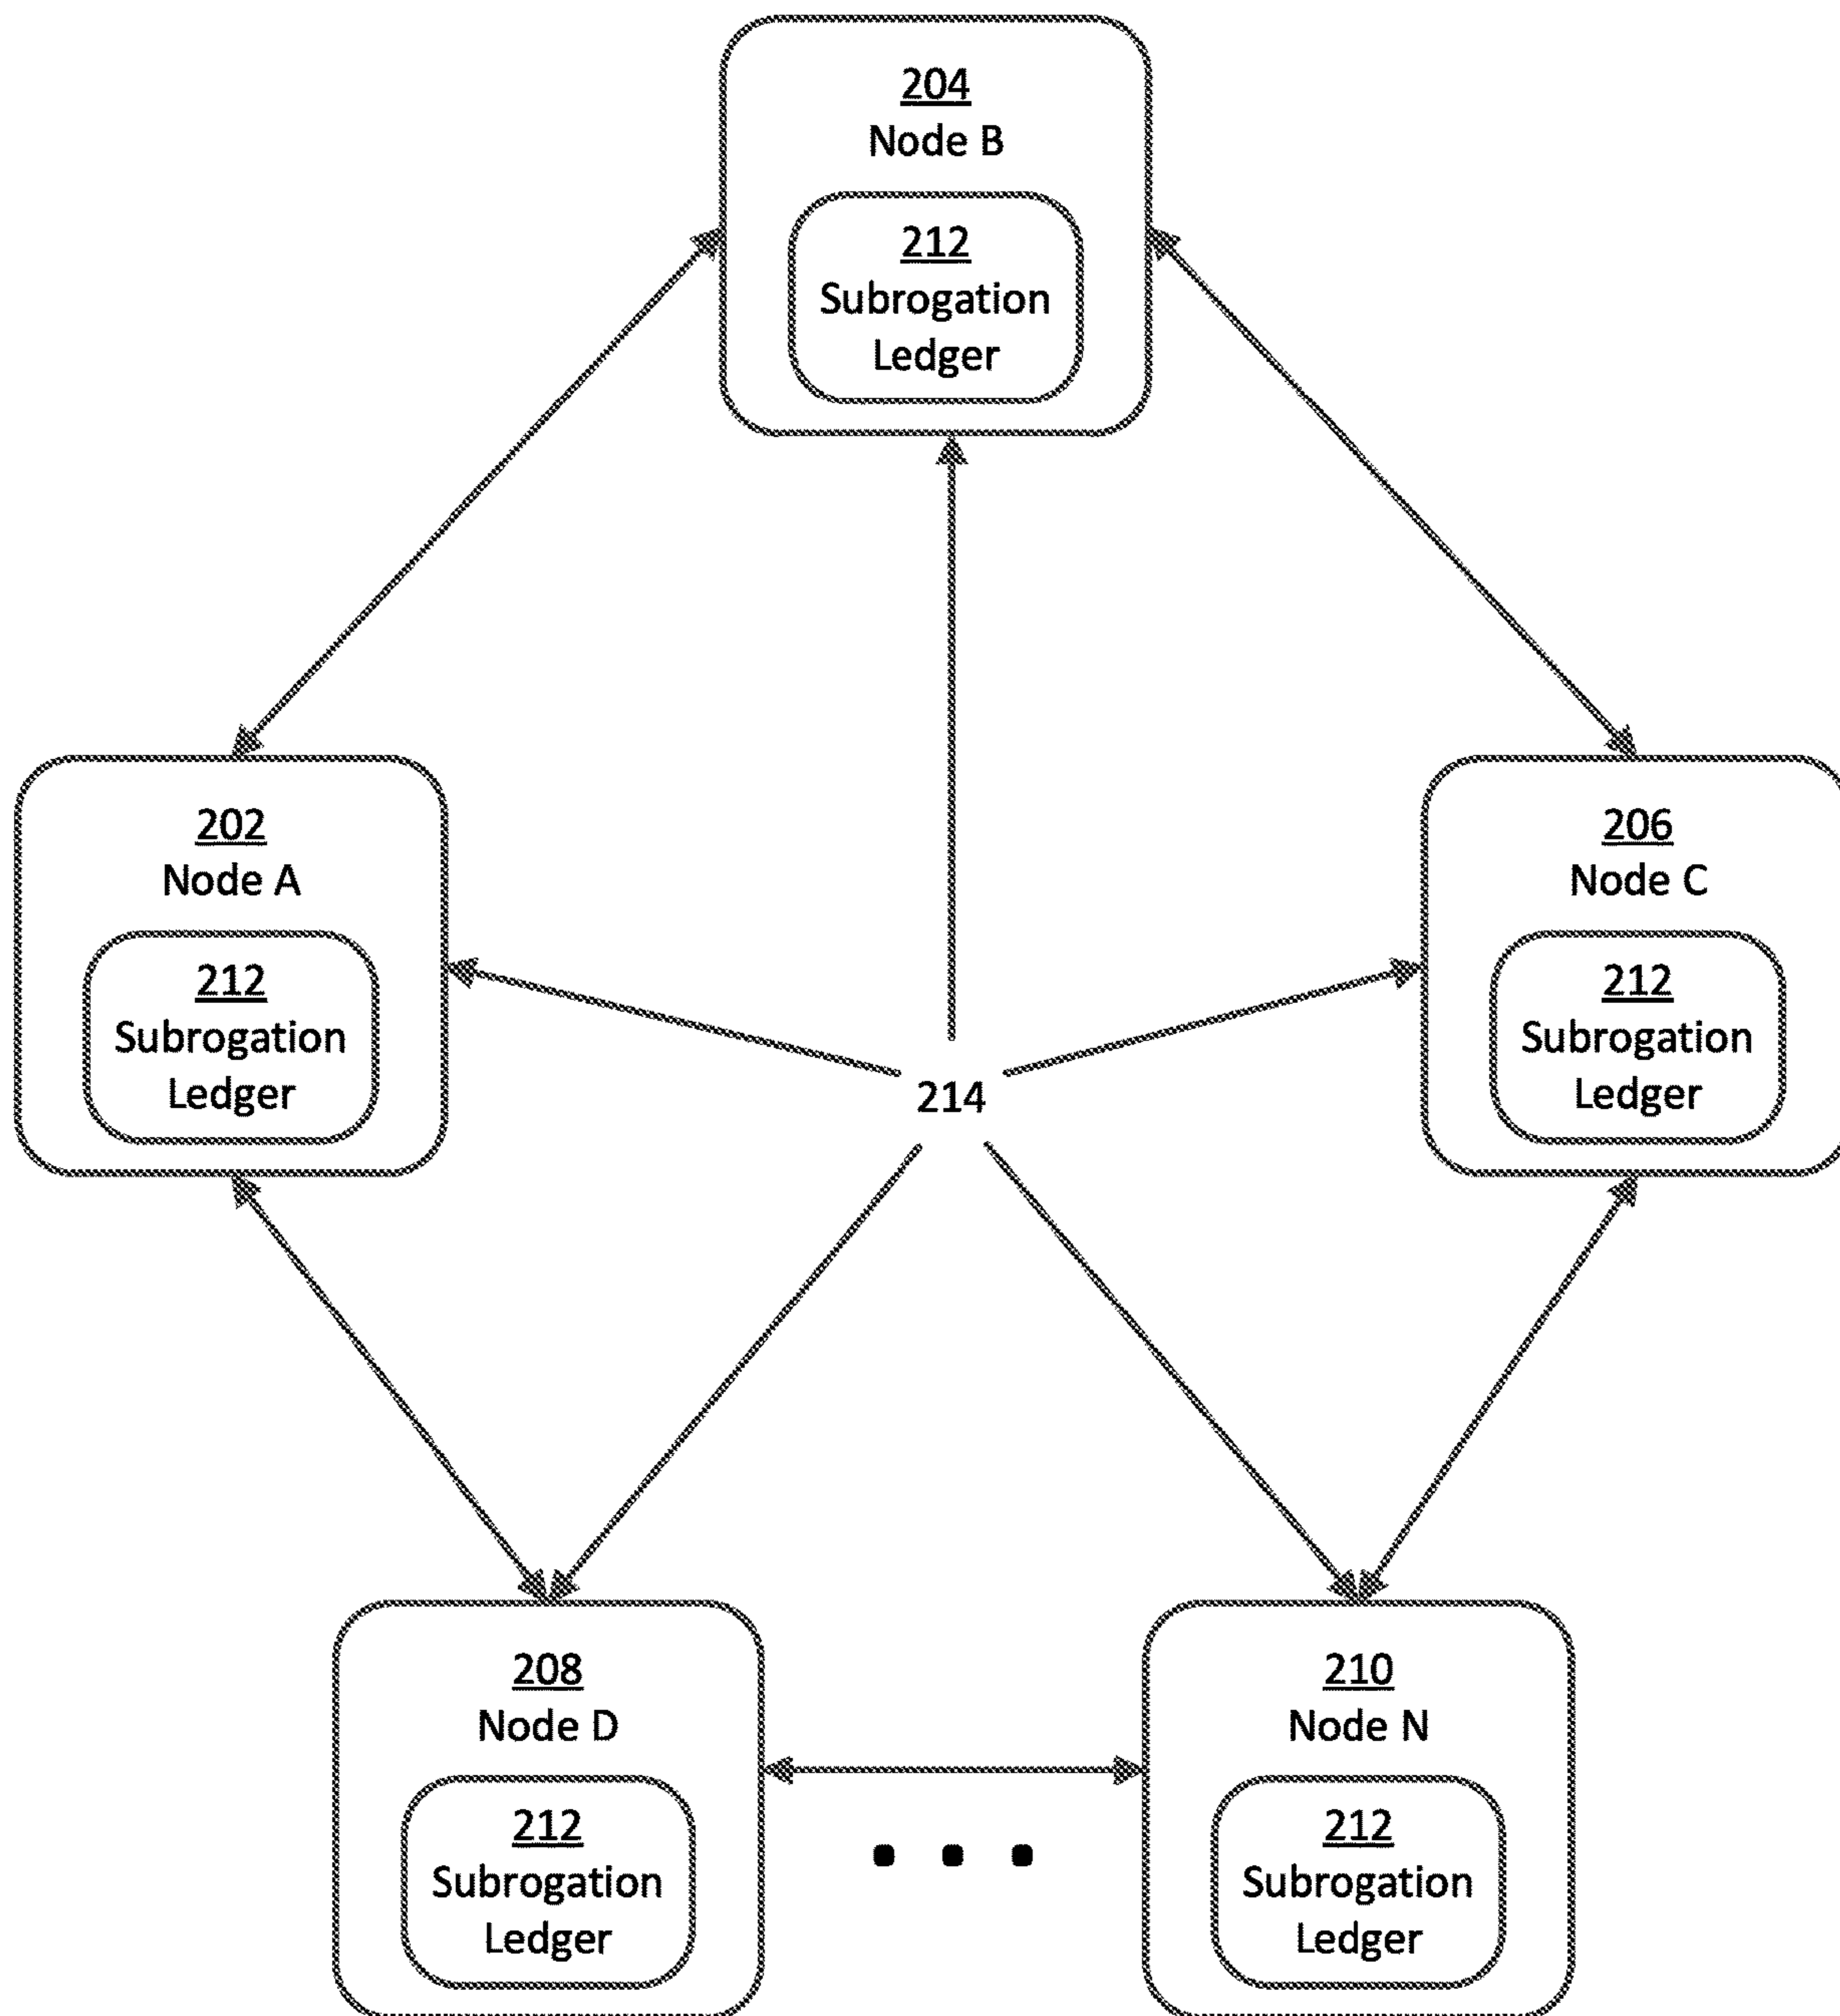 204
Node B
212
Subrogation
Ledger
202
Node A
212
Subrogation
Ledger
206
Node C
212
Subrogation
Ledger
214
208
Node D
212
Subrogation
Ledger
210
Node N
212
Subrogation
Ledger